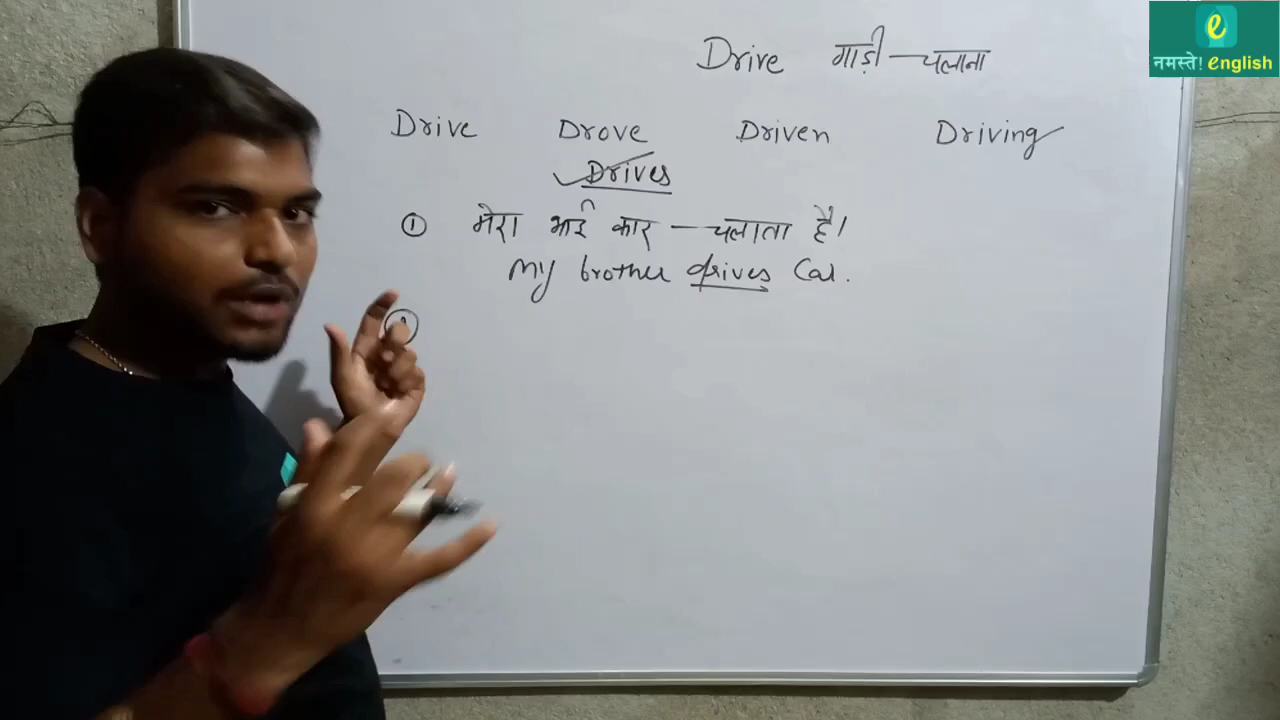 e
नमस्ते! english
Drive गाड़ी - चलाना
Drive Drove Driven Driving
Drives
① मेरा भाई कार - चलाता है।
My brother drives Car.